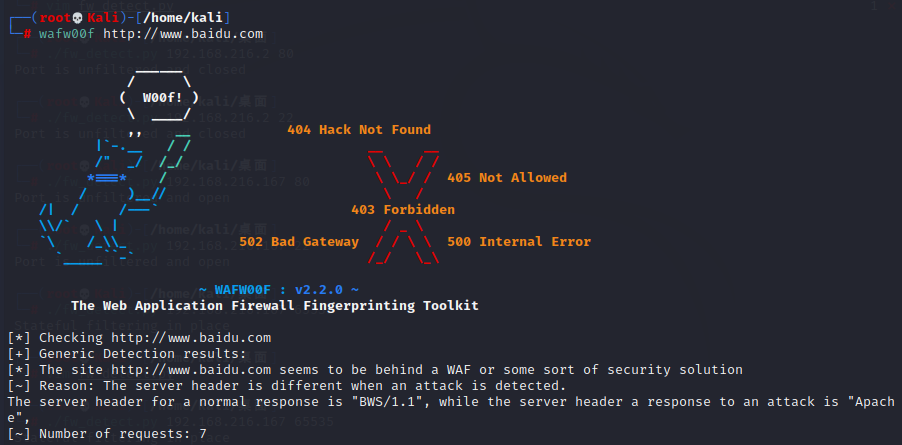 ┌──(root💀Kali)-[/home/kali]
└─# wafw00f http://www.baidu.com
( W00f! )
404 Hack Not Found
405 Not Allowed
403 Forbidden
502 Bad Gateway
500 Internal Error
~ WAFW00F : v2.2.0 ~
The Web Application Firewall Fingerprinting Toolkit
[*] Checking http://www.baidu.com
[+] Generic Detection results:
[*] The site http://www.baidu.com seems to be behind a WAF or some sort of security solution
[~] Reason: The server header is different when an attack is detected.
The server header for a normal response is "BWS/1.1", while the server header a response to an attack is "Apach
e",
[~] Number of requests: 7